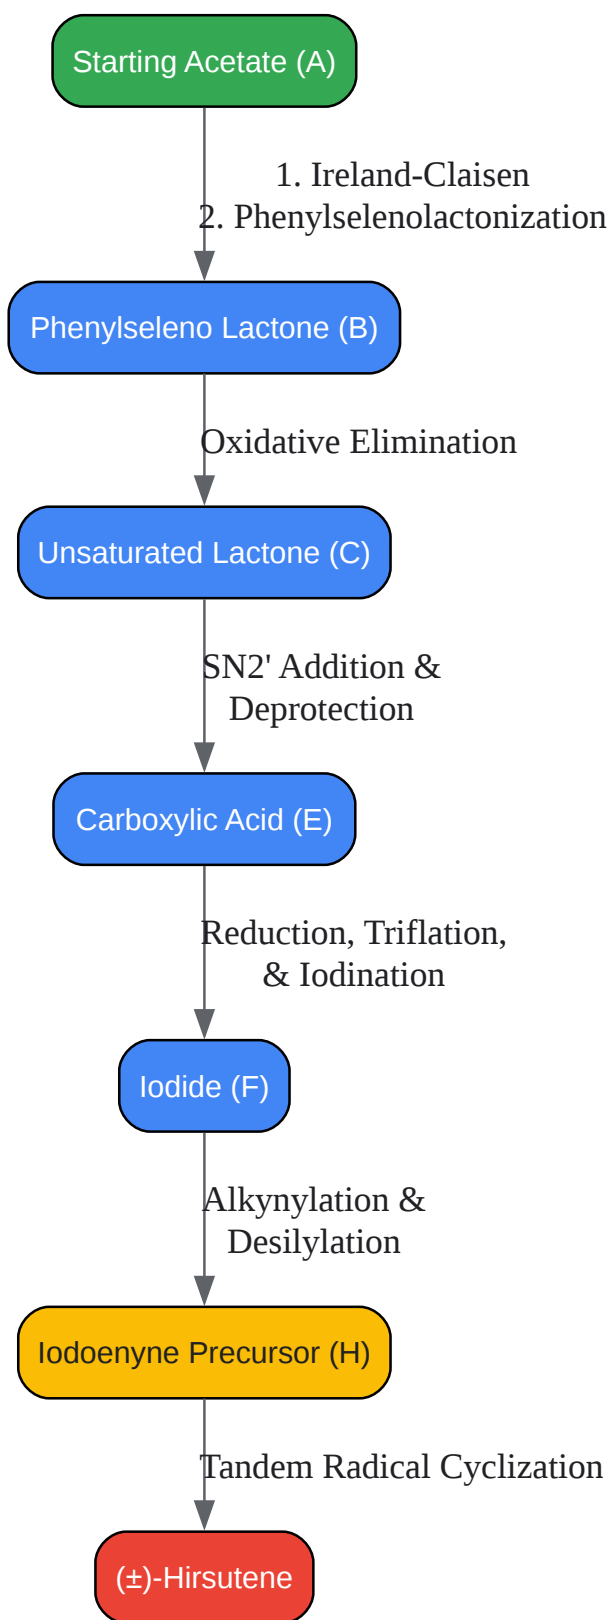 Starting Acetate (A)
1. Ireland-Claisen
2. Phenylselenolactonization
Phenylseleno Lactone (B)
Oxidative Elimination
Unsaturated Lactone (C)
SN2' Addition &
Deprotection
Carboxylic Acid (E)
Reduction, Triflation,
& Iodination
Iodide (F)
Alkynylation &
Desilylation
Iodoenyne Precursor (H)
Tandem Radical Cyclization
(±)-Hirsutene